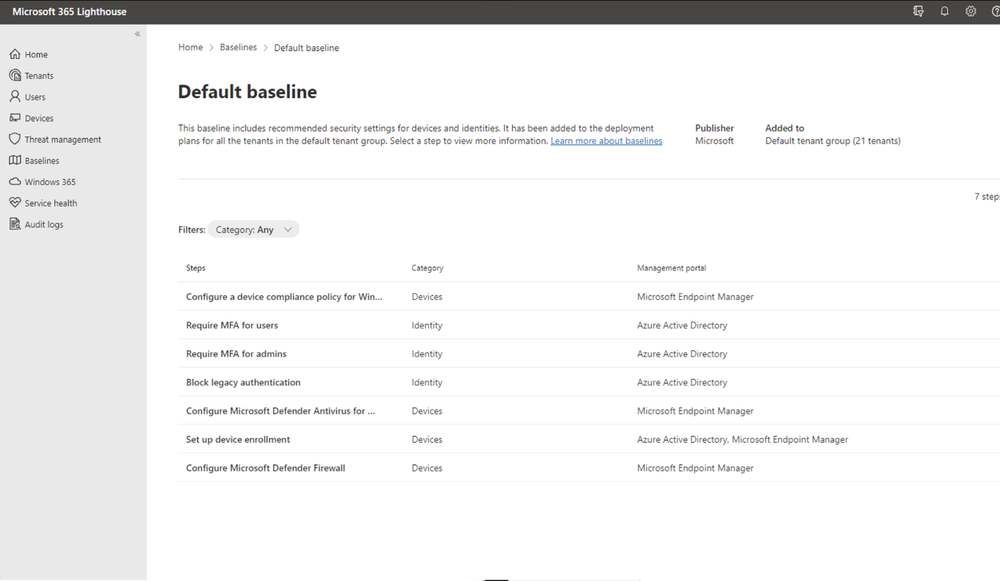 Microsoft 365 Lighthouse
Home
Tenants
Users
Devices
Threat management
Baselines
Windows 365
Service health
Audit logs
Home > Baselines > Default baseline
Default baseline
This baseline includes recommended security settings for devices and identities. It has been added to the deployment
plans for all the tenants in the default tenant group. Select a step to view more information. Learn more about baselines
Publisher
Microsoft
Added to
Default tenant group (21 tenants)
7 steps
Filters: Category: Any
Steps Category Management portal
Configure a device compliance policy for Win... Devices Microsoft Endpoint Manager
Require MFA for users Identity Azure Active Directory
Require MFA for admins Identity Azure Active Directory
Block legacy authentication Identity Azure Active Directory
Configure Microsoft Defender Antivirus for ... Devices Microsoft Endpoint Manager
Set up device enrollment Devices Azure Active Directory, Microsoft Endpoint Manager
Configure Microsoft Defender Firewall Devices Microsoft Endpoint Manager